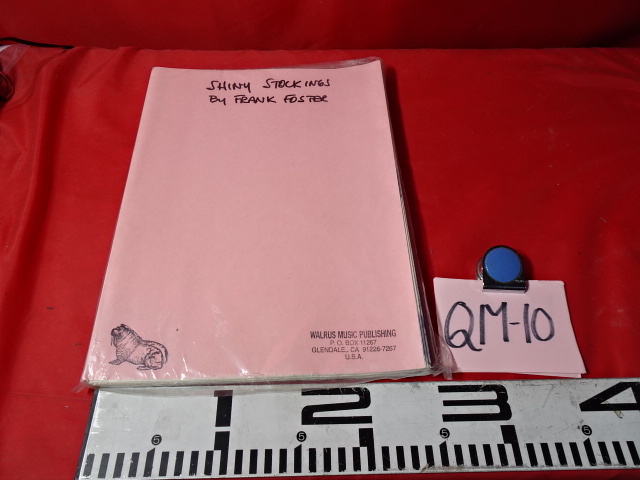 SHINY STOCKINGS
BY FRANK FOSTER
WALRUS MUSIC PUBLISHING
P.O. BOX 11267
GLENDALE, CA 91226-7267
U.S.A.
QM-10
1 2 3 4
5 5 5 5